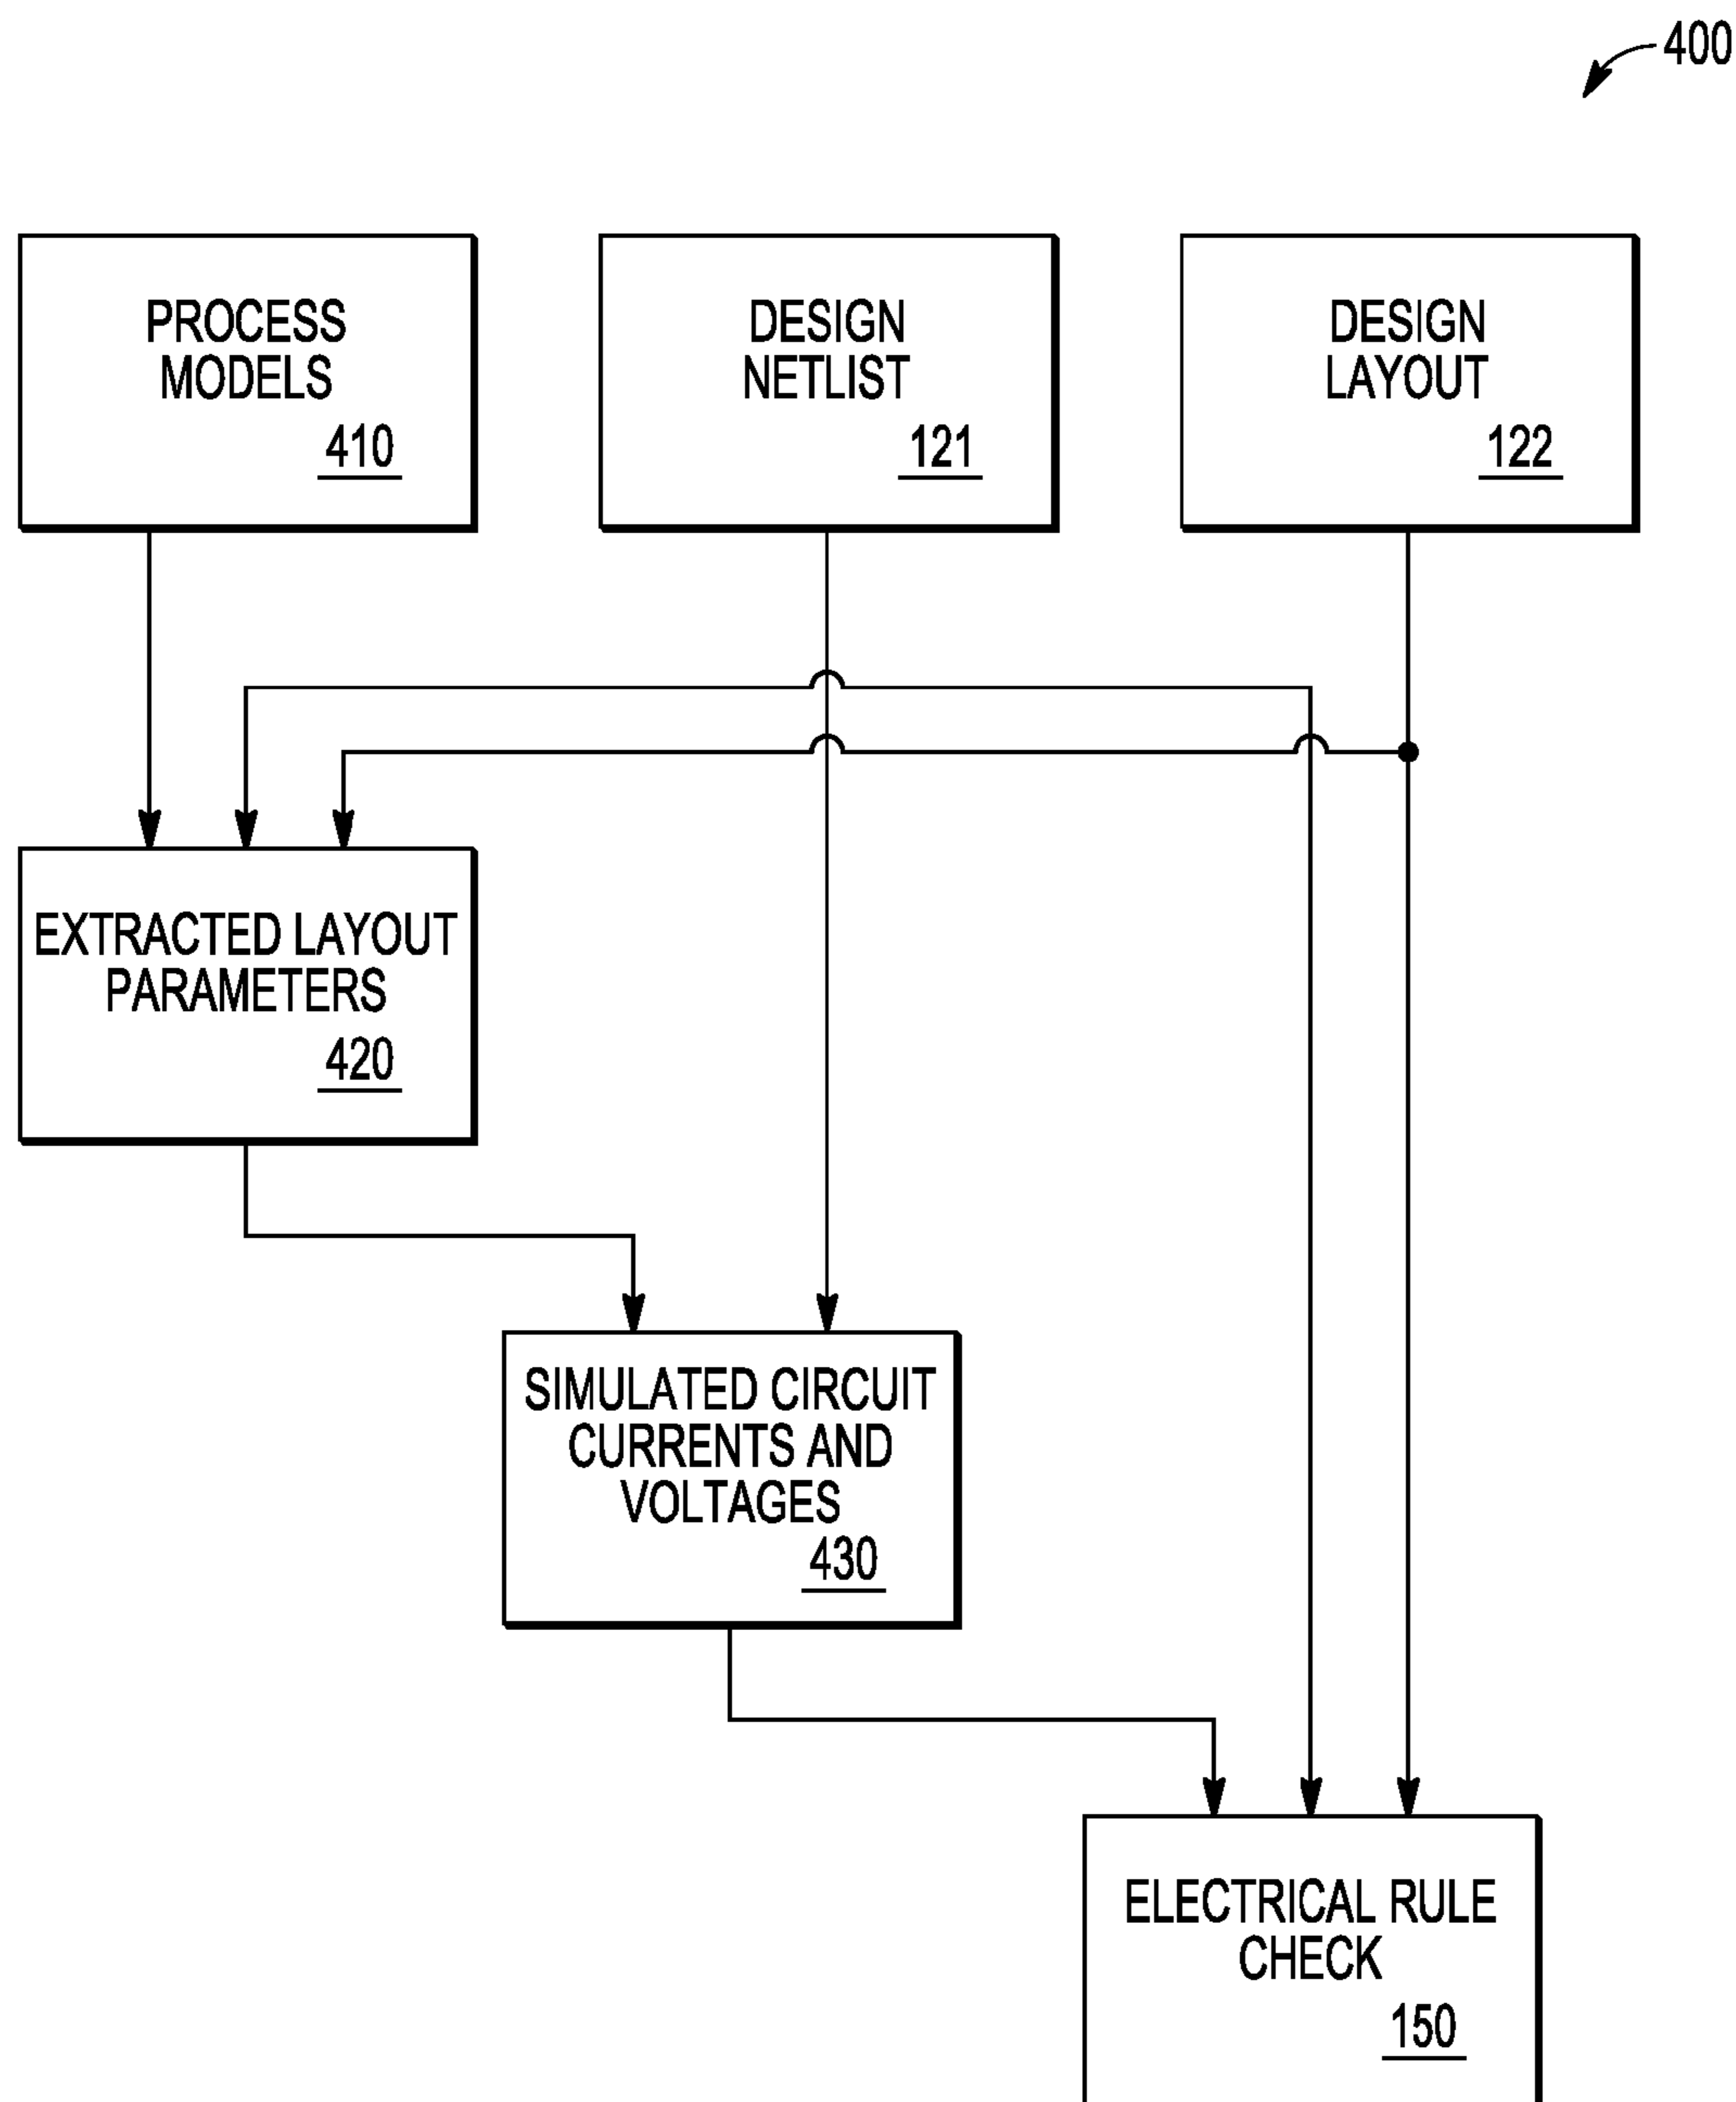 400
PROCESS
MODELS
410
DESIGN
NETLIST
121
DESIGN
LAYOUT
122
EXTRACTED LAYOUT
PARAMETERS
420
SIMULATED CIRCUIT
CURRENTS AND
VOLTAGES
430
ELECTRICAL RULE
CHECK
150